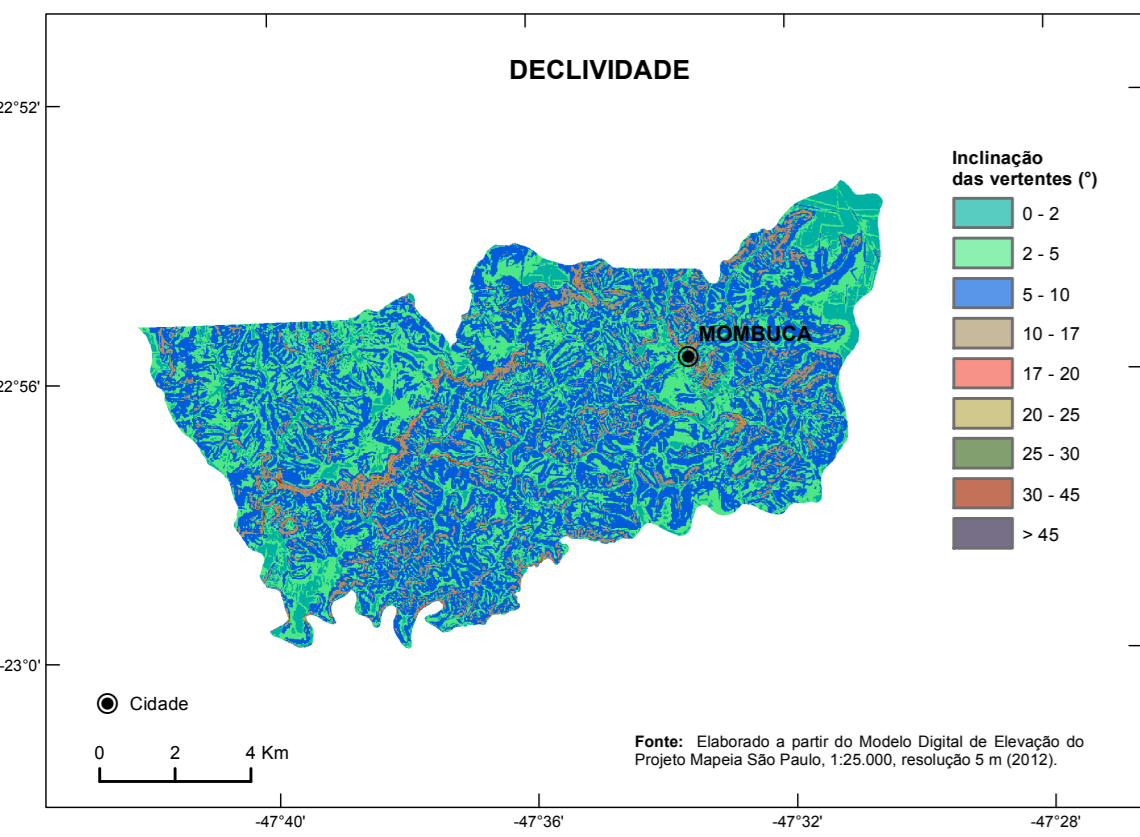 DECLIVIDADE
22°52'
Inclinação
das vertentes (°)
0 - 2
2 - 5
5 - 10
10 - 17
17 - 20
20 - 25
25 - 30
30 - 45
> 45
MOMBUCA
22°56'
-23°0'
Cidade
0 2 4 Km
Fonte: Elaborado a partir do Modelo Digital de Elevação do
Projeto Mapeia São Paulo, 1:25.000, resolução 5 m (2012).
-47°40' -47°36' -47°32' -47°28'